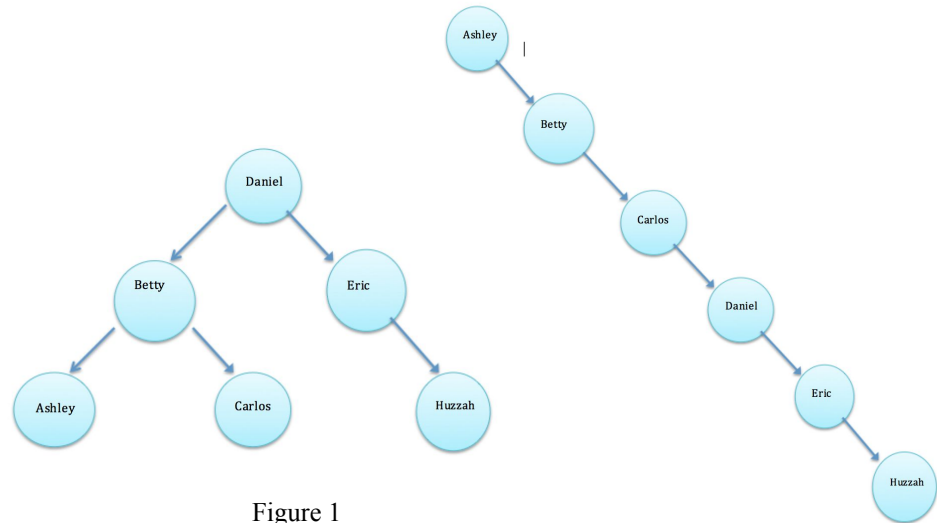 Daniel
Betty
Eric
Ashley
Carlos
Huzzah
Figure 1
Ashley
Betty
Carlos
Daniel
Eric
Huzzah